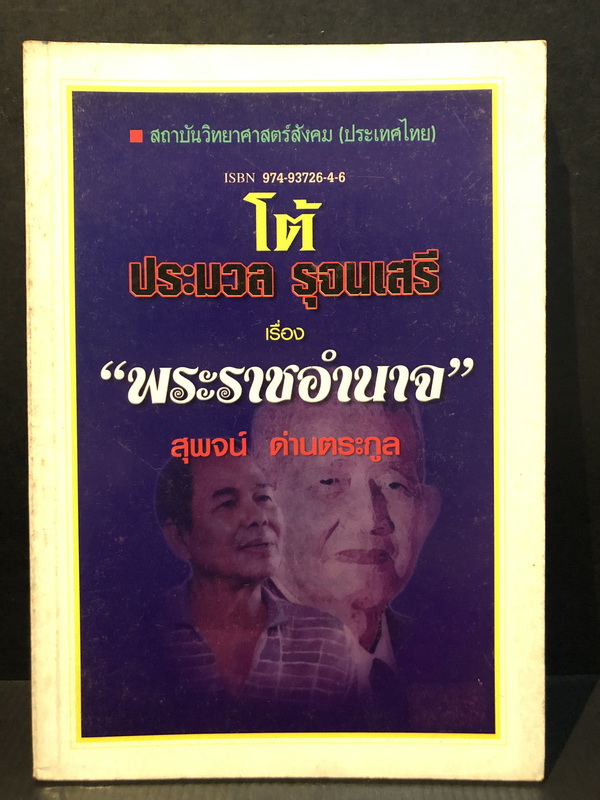 ■ สถาบันวิทยาศาสตร์สังคม (ประเทศไทย)
ISBN 974-93726-4-6
โต้
ประมวล รุจนเสรี
เรื่อง
“พระราชอำนาจ”
สุพจน์ ด่านตระกูล